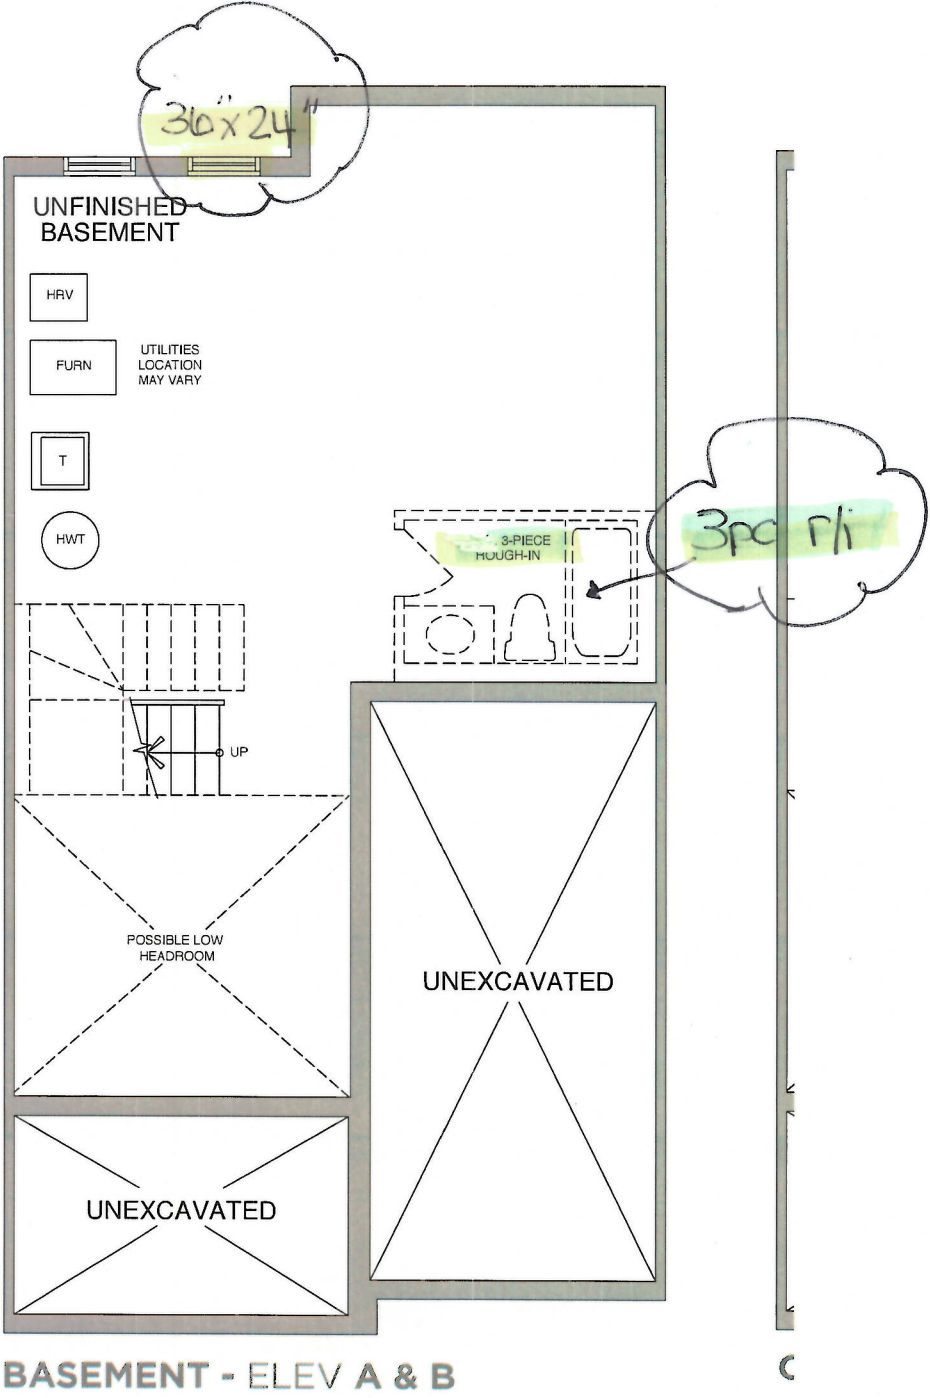 36" x 24"
UNFINISHED
BASEMENT
HRV
FURN
UTILITIES
LOCATION
MAY VARY
T
HWT
3-PIECE
ROUGH-IN
3pc r/i
UP
POSSIBLE LOW
HEADROOM
UNEXCAVATED
UNEXCAVATED
BASEMENT - ELEV A & B